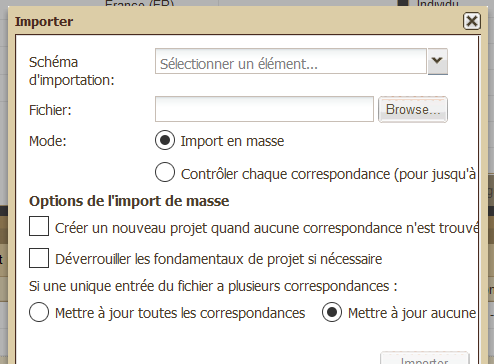 France (FR)
Individu
Importer
Schéma
d'importation:
Sélectionner un élément...
Fichier:
Browse...
Mode:
Import en masse
Contrôler chaque correspondance (pour jusqu'à
Options de l'import de masse
Créer un nouveau projet quand aucune correspondance n'est trouvé
Déverrouiller les fondamentaux de projet si nécessaire
Si une unique entrée du fichier a plusieurs correspondances :
Mettre à jour toutes les correspondances
Mettre à jour aucune
Importer